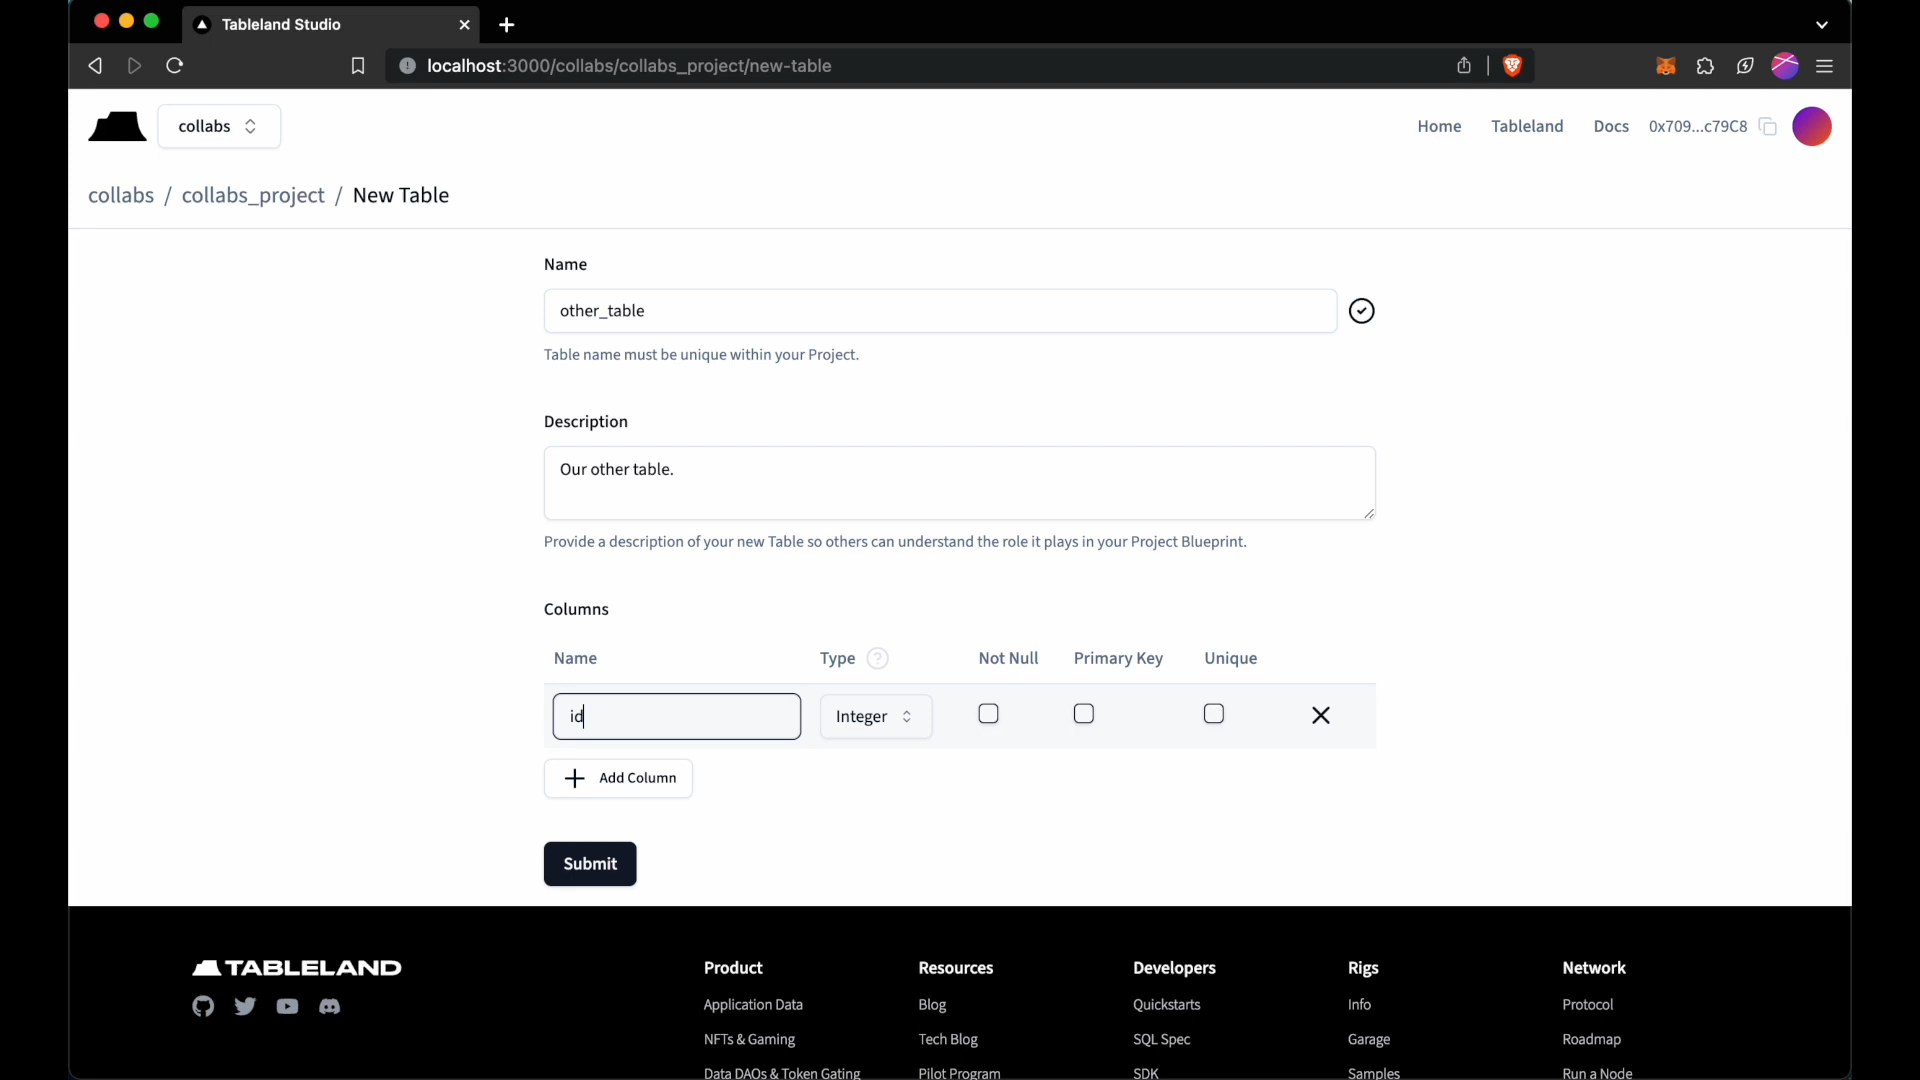 Tableland Studio
localhost:3000/collabs/collabs_project/new-table
collabs
Home Tableland Docs 0x709...c79C8
collabs / collabs_project / New Table
Name
other_table
Table name must be unique within your Project.
Description
Our other table.
Provide a description of your new Table so others can understand the role it plays in your Project Blueprint.
Columns
Name Type ? Not Null Primary Key Unique
id Integer
Add Column
Submit
TABLELAND
Product Resources Developers Rigs Network
Application Data Blog Quickstarts Info Protocol
NFTs & Gaming Tech Blog SQL Spec Garage Roadmap
Data DAOs & Token Gating Pilot Program SDK Samples Run a Node